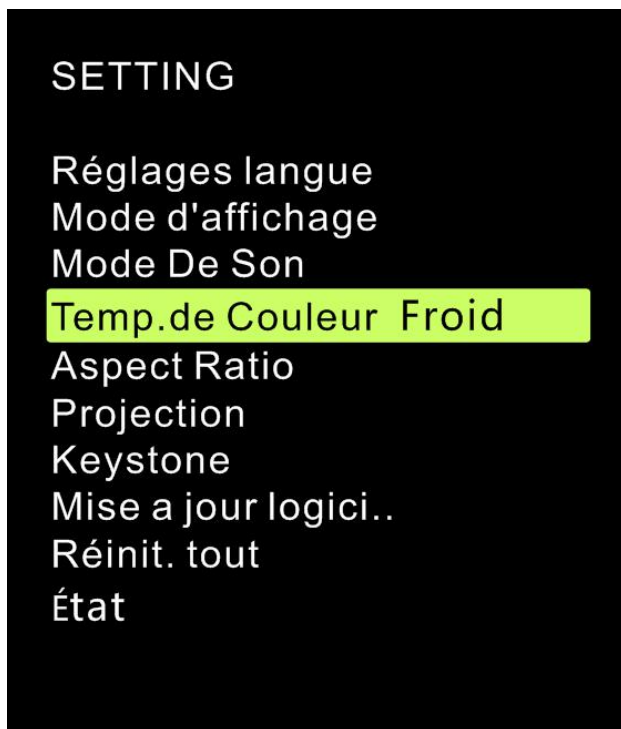 SETTING
Réglages langue
Mode d'affichage
Mode De Son
Temp.de Couleur Froid
Aspect Ratio
Projection
Keystone
Mise a jour logici..
Réinit. tout
État